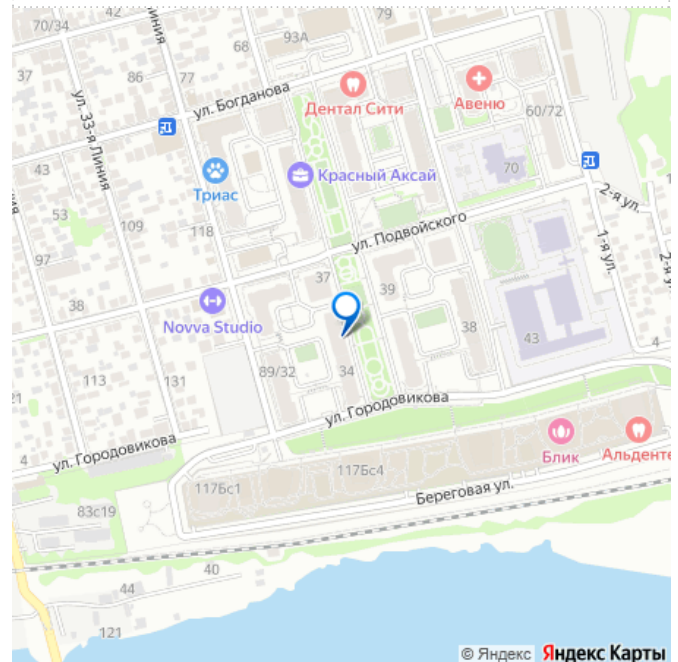 70/34
42
Линия
93А
68
37
86
77
ул. Богданова
Дентал Сити
Авеню
60/72
ул. 33-я Линия
43
Триас
Красный Аксай
70
2-я ул.
53
109
118
ул. Подвойского
1-я ул.
97
37
39
38
Novva Studio
38
43
113
131
89/32
34
4
ул. Городовикова
ул. Городовикова
4
117Бс1
117Бс4
Блик
Альденте
Береговая ул.
83с19
40
44
121
© Яндекс Яндекс Карты